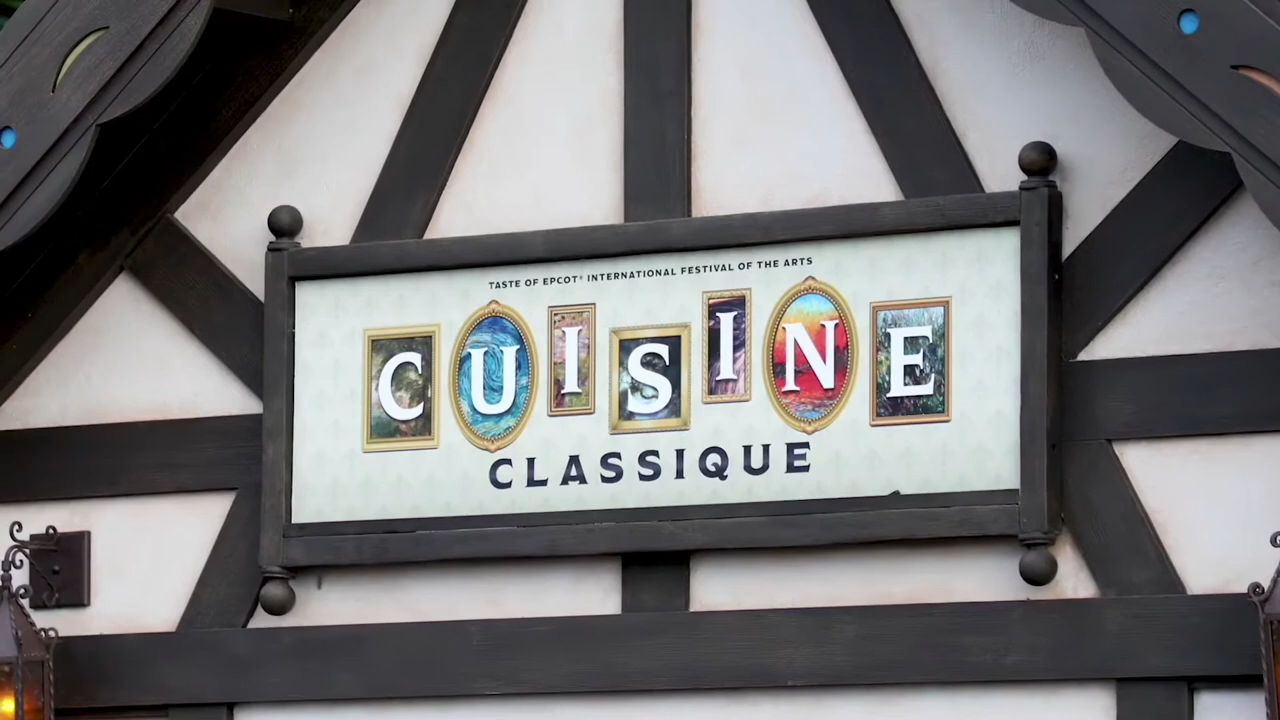 TASTE OF EPCOT® INTERNATIONAL FESTIVAL OF THE ARTS
CUISINE
CLASSIQUE